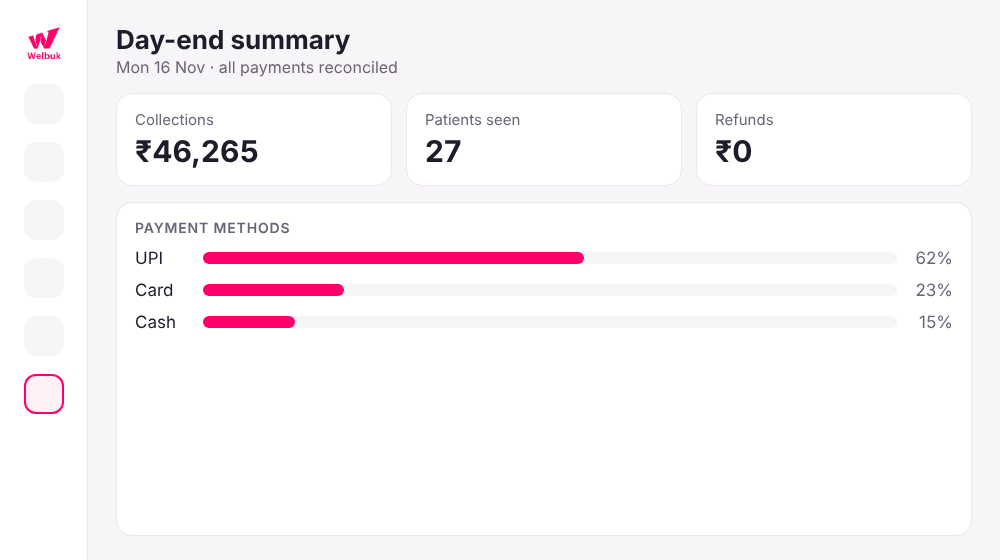 Welbuk
Day-end summary
Mon 16 Nov · all payments reconciled
Collections
₹46,265
Patients seen
27
Refunds
₹0
PAYMENT METHODS
UPI 62%
Card 23%
Cash 15%